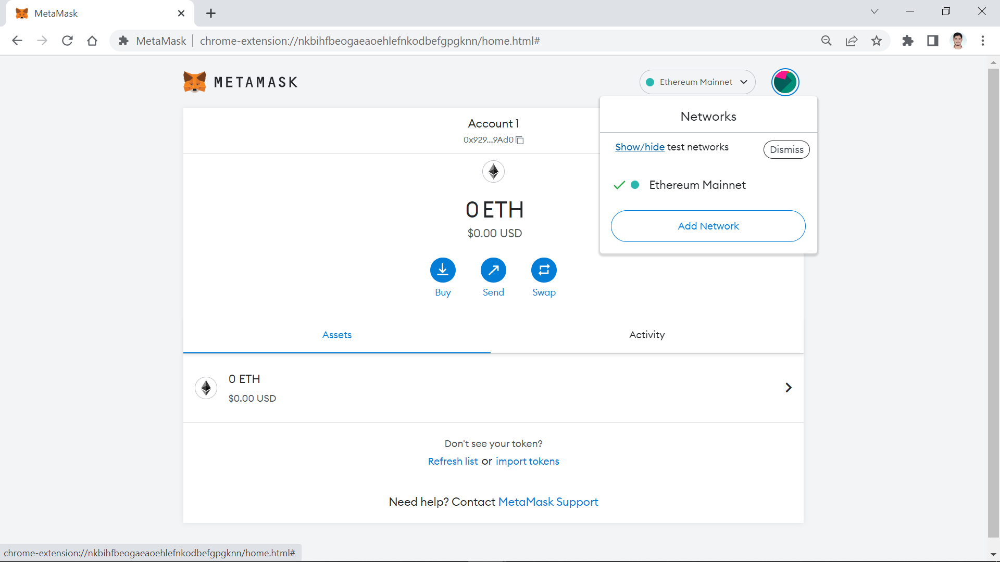 MetaMask
MetaMask | chrome-extension://nkbihfbeogaeaoehlefnkodbefgpgknn/home.html#
METAMASK
Ethereum Mainnet
Networks
Show/hide test networks
Dismiss
Ethereum Mainnet
Add Network
Account 1
0x929...9Ad0
0 ETH
$0.00 USD
Buy
Send
Swap
Assets
Activity
0 ETH
$0.00 USD
Don't see your token?
Refresh list or import tokens
Need help? Contact MetaMask Support
chrome-extension://nkbihfbeogaeaoehlefnkodbefgpgknn/home.html#